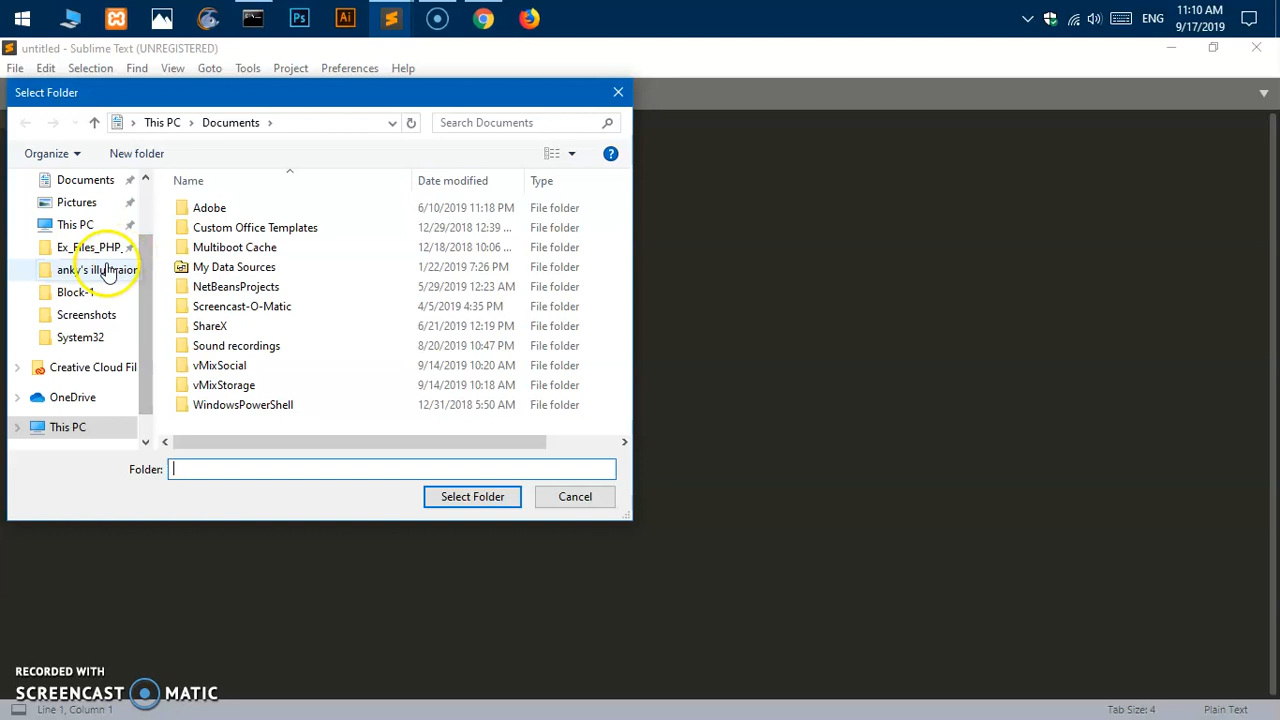 Ps
Ai
ENG
11:10 AM
9/17/2019
untitled - Sublime Text (UNREGISTERED)
File Edit Selection Find View Goto Tools Project Preferences Help
Select Folder
This PC Documents
Search Documents
Organize New folder
Name Date modified Type
Documents
Pictures
This PC
Ex_Files_PHP_
anky's
Block-1
Screenshots
System32
Creative Cloud Fil
OneDrive
This PC
Adobe 6/10/2019 11:18 PM File folder
Custom Office Templates 12/29/2018 12:39 ... File folder
Multiboot Cache 12/18/2018 10:06 ... File folder
My Data Sources 1/22/2019 7:26 PM File folder
NetBeansProjects 5/29/2019 12:23 AM File folder
Screencast-O-Matic 4/5/2019 4:35 PM File folder
ShareX 6/21/2019 12:19 PM File folder
Sound recordings 8/20/2019 10:47 PM File folder
vMixSocial 9/14/2019 10:20 AM File folder
vMixStorage 9/14/2019 10:18 AM File folder
WindowsPowerShell 12/31/2018 5:50 AM File folder
Folder:
Select Folder Cancel
RECORDED WITH
SCREENCAST MATIC
Line 1, Column 1
Tab Size: 4
Plain Text